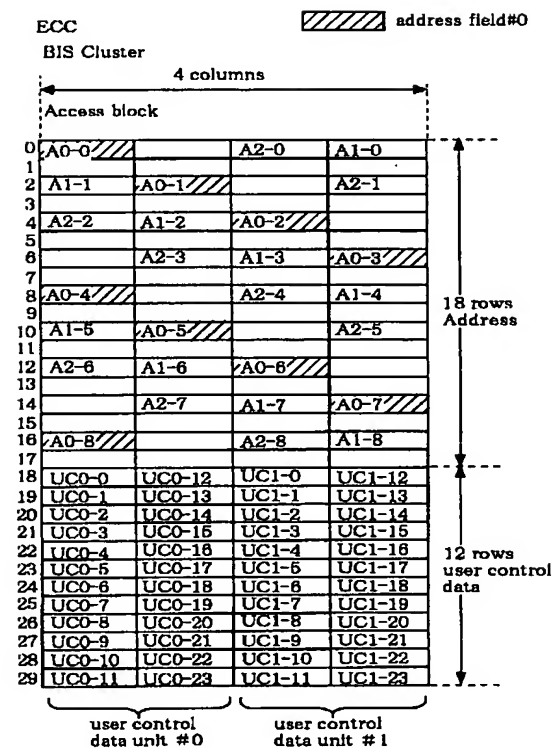 ECC
address field#0
BIS Cluster
4 columns
Access block
0 A0-0 A2-0 A1-0
1
2 A1-1 A0-1 A2-1
3
4 A2-2 A1-2 A0-2
5
6 A2-3 A1-3 A0-3
7
8 A0-4 A2-4 A1-4
9
10 A1-5 A0-5 A2-5
11
12 A2-6 A1-6 A0-6
13
14 A2-7 A1-7 A0-7
15
16 A0-8 A2-8 A1-8
17
18 rows
Address
18 UC0-0 UC0-12 UC1-0 UC1-12
19 UC0-1 UC0-13 UC1-1 UC1-13
20 UC0-2 UC0-14 UC1-2 UC1-14
21 UC0-3 UC0-15 UC1-3 UC1-15
22 UC0-4 UC0-16 UC1-4 UC1-16
23 UC0-5 UC0-17 UC1-5 UC1-17
24 UC0-6 UC0-18 UC1-6 UC1-18
25 UC0-7 UC0-19 UC1-7 UC1-19
26 UC0-8 UC0-20 UC1-8 UC1-20
27 UC0-9 UC0-21 UC1-9 UC1-21
28 UC0-10 UC0-22 UC1-10 UC1-22
29 UC0-11 UC0-23 UC1-11 UC1-23
12 rows
user control
data
user control
data unit #0
user control
data unit #1